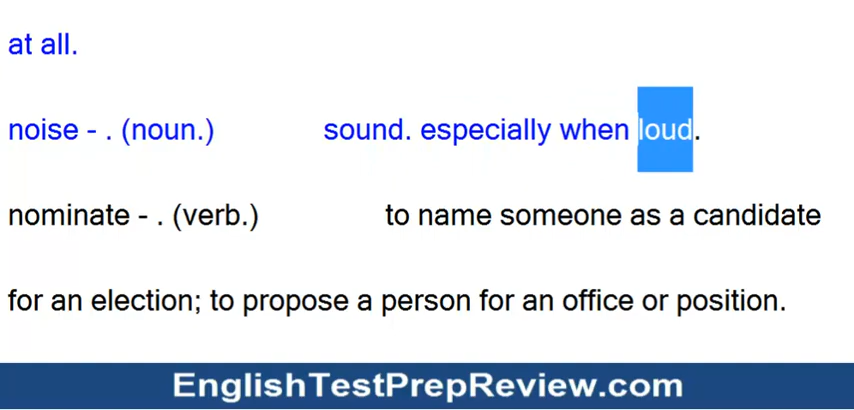 at all.
noise - . (noun.) sound. especially when loud.
nominate - . (verb.) to name someone as a candidate
for an election; to propose a person for an office or position.
EnglishTestPrepReview.com